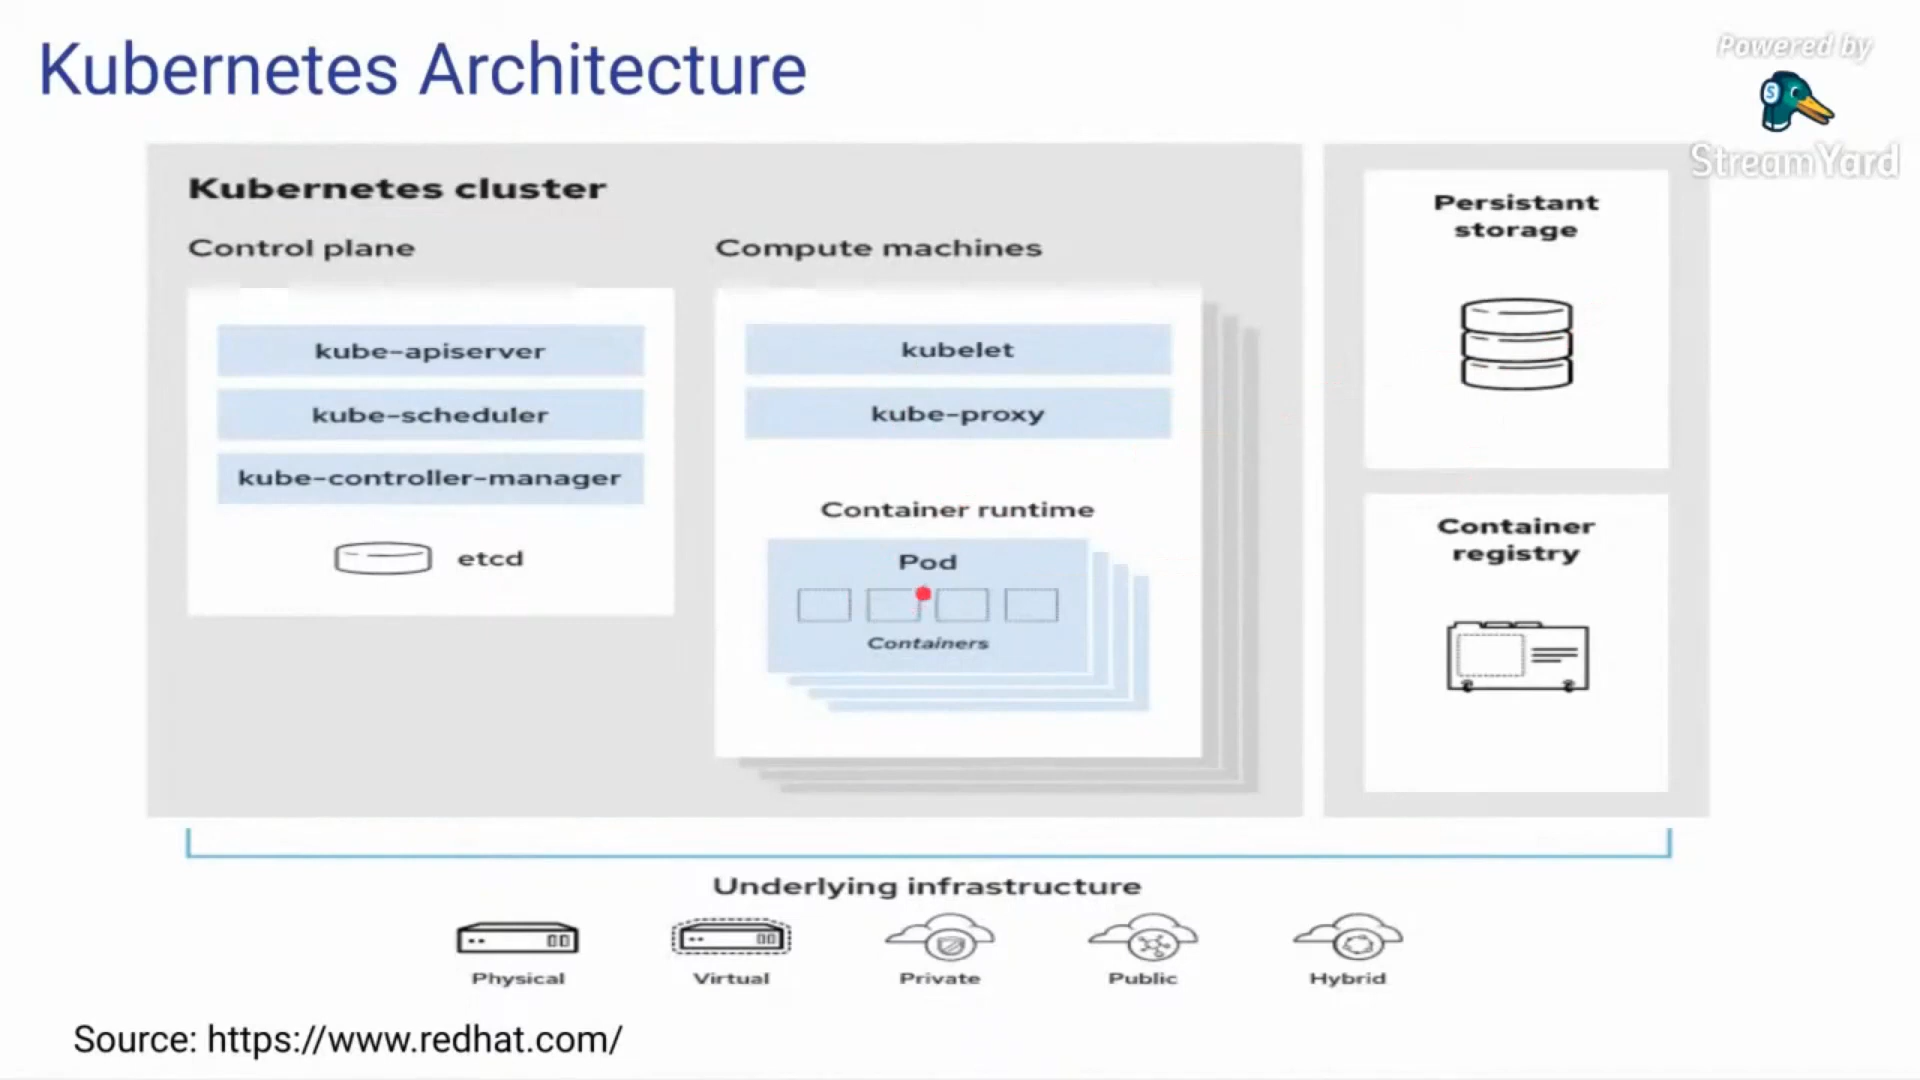 Kubernetes Architecture
Powered by
StreamYard
Kubernetes cluster
Control plane
kube-apiserver
kube-scheduler
kube-controller-manager
etcd
Compute machines
kubelet
kube-proxy
Container runtime
Pod
Containers
Persistant
storage
Container
registry
Underlying infrastructure
Physical
Virtual
Private
Public
Hybrid
Source: https://www.redhat.com/